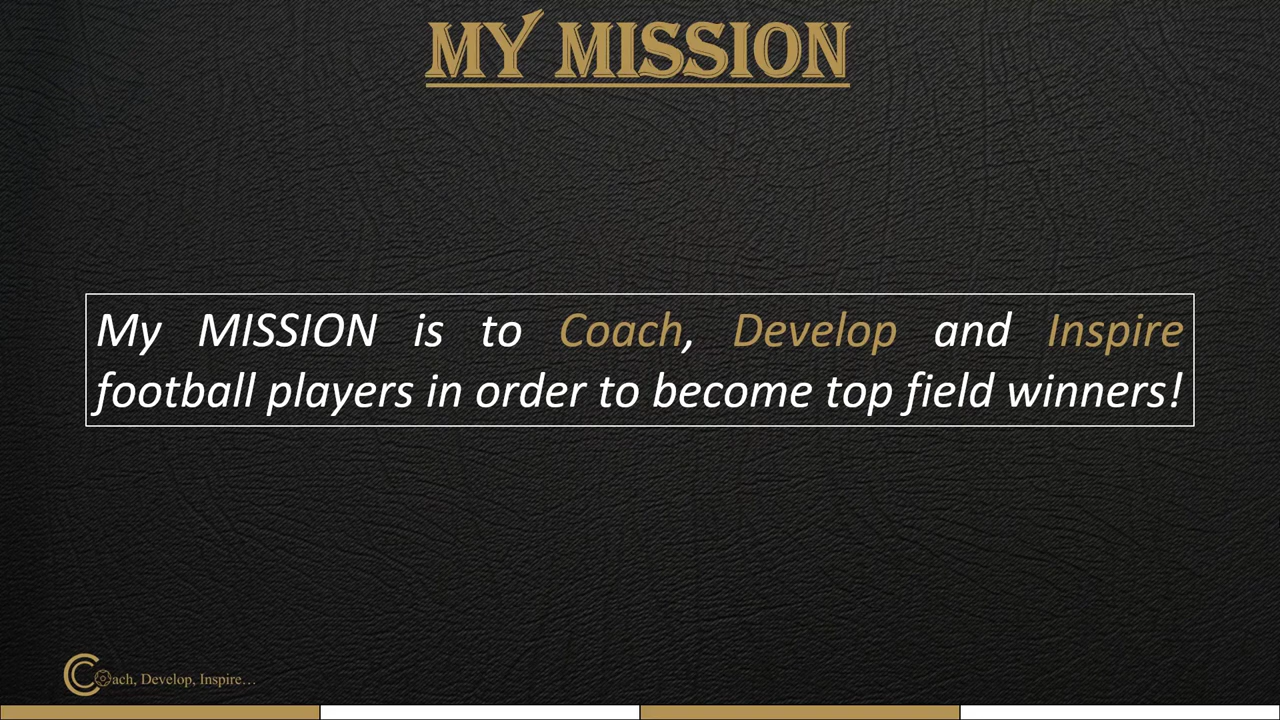 MY MISSION
My MISSION is to Coach, Develop and Inspire
football players in order to become top field winners!
Coach, Develop, Inspire...